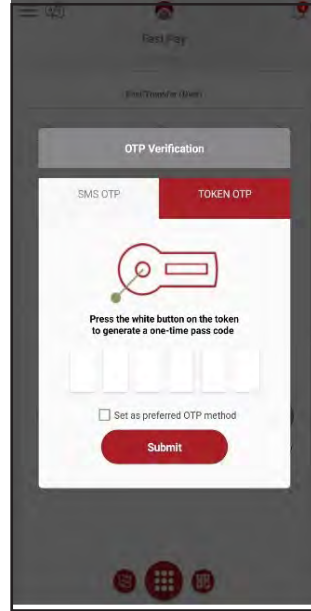 Fast Pay
OTP Verification
SMS OTP
TOKEN OTP
Press the white button on the token
to generate a one-time pass code
Set as preferred OTP method
Submit